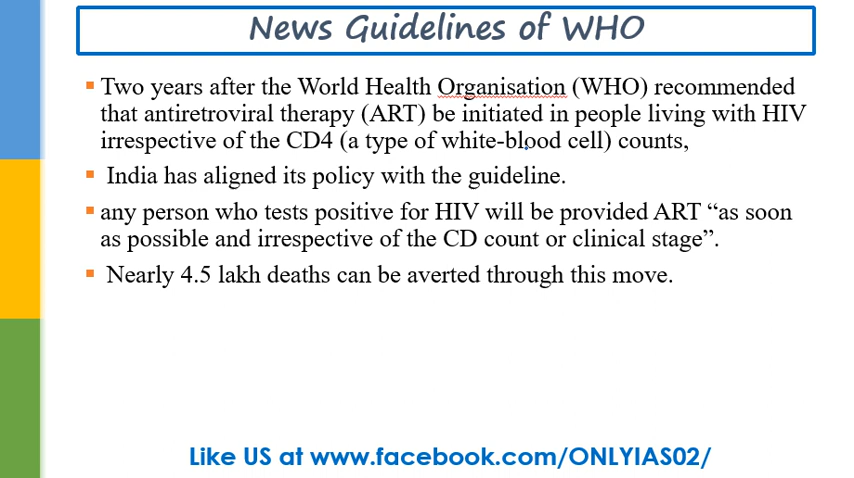 News Guidelines of WHO
Two years after the World Health Organisation (WHO) recommended
that antiretroviral therapy (ART) be initiated in people living with HIV
irrespective of the CD4 (a type of white-blood cell) counts,
India has aligned its policy with the guideline.
any person who tests positive for HIV will be provided ART “as soon
as possible and irrespective of the CD count or clinical stage”.
Nearly 4.5 lakh deaths can be averted through this move.
Like US at www.facebook.com/ONLYIAS02/